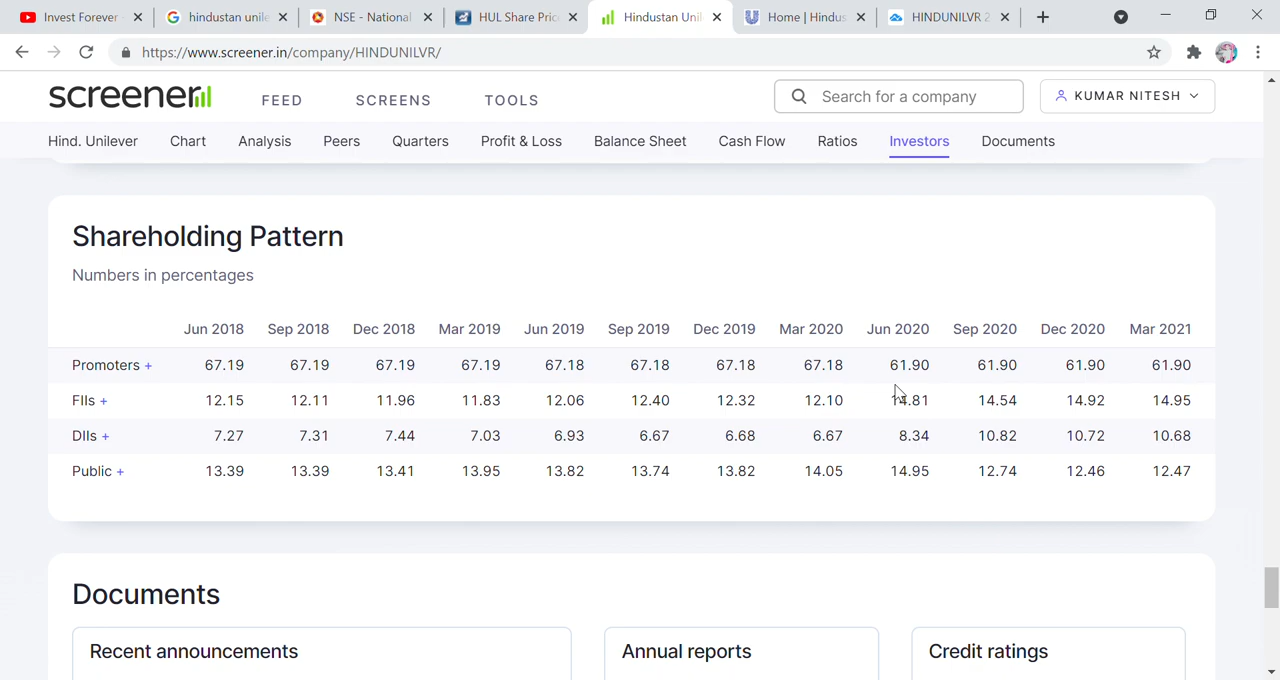 Invest Forever
hindustan unile
NSE - National
HUL Share Pric
Hindustan Unil
Home | Hindus
HINDUNILVR 2
https://www.screener.in/company/HINDUNILVR/
screener
FEED
SCREENS
TOOLS
Search for a company
KUMAR NITESH
Hind. Unilever Chart Analysis Peers Quarters Profit & Loss Balance Sheet Cash Flow Ratios Investors Documents
Shareholding Pattern
Numbers in percentages
Jun 2018 Sep 2018 Dec 2018 Mar 2019 Jun 2019 Sep 2019 Dec 2019 Mar 2020 Jun 2020 Sep 2020 Dec 2020 Mar 2021
Promoters + 67.19 67.19 67.19 67.19 67.18 67.18 67.18 67.18 61.90 61.90 61.90 61.90
FIIs + 12.15 12.11 11.96 11.83 12.06 12.40 12.32 12.10 14.81 14.54 14.92 14.95
DIIs + 7.27 7.31 7.44 7.03 6.93 6.67 6.68 6.67 8.34 10.82 10.72 10.68
Public + 13.39 13.39 13.41 13.95 13.82 13.74 13.82 14.05 14.95 12.74 12.46 12.47
Documents
Recent announcements
Annual reports
Credit ratings